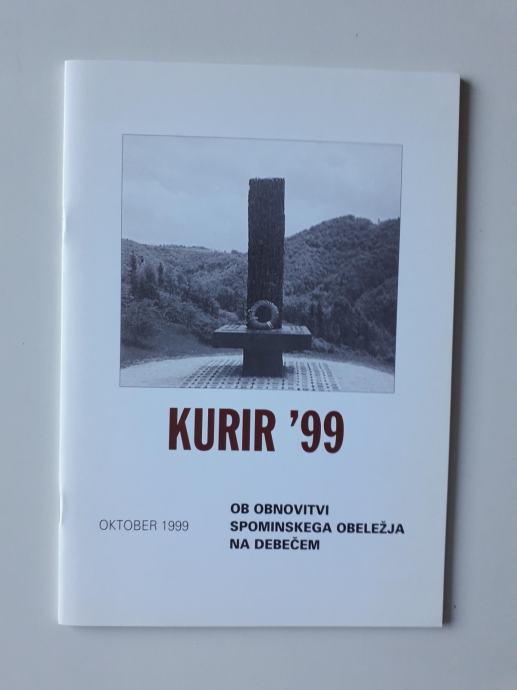 KURIR ’99
OKTOBER 1999
OB OBNOVITVI
SPOMINSKEGA OBELEŽJA
NA DEBEČEM